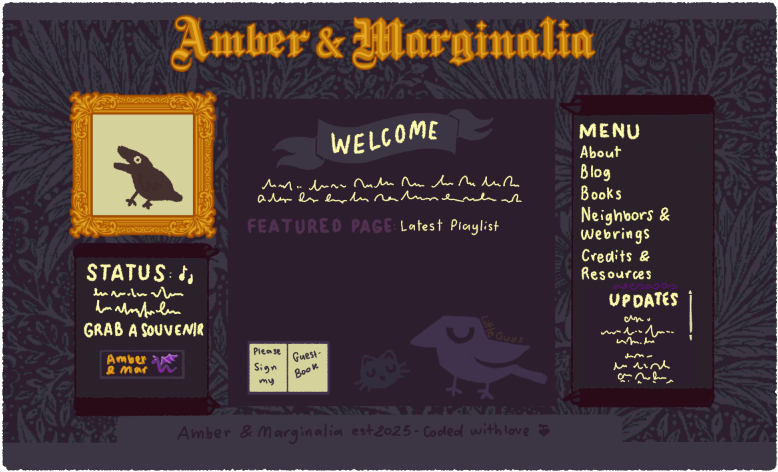 Amber & Marginalia
WELCOME
FEATURED PAGE: Latest Playlist
STATUS:
GRAB A SOUVENIR
Amber
& Mar
Please
Sign
my
Guest-
Book
MENU
About
Blog
Books
Neighbors &
Webrings
Credits &
Resources
UPDATES
Amber & Marginalia est2025 - Coded with love